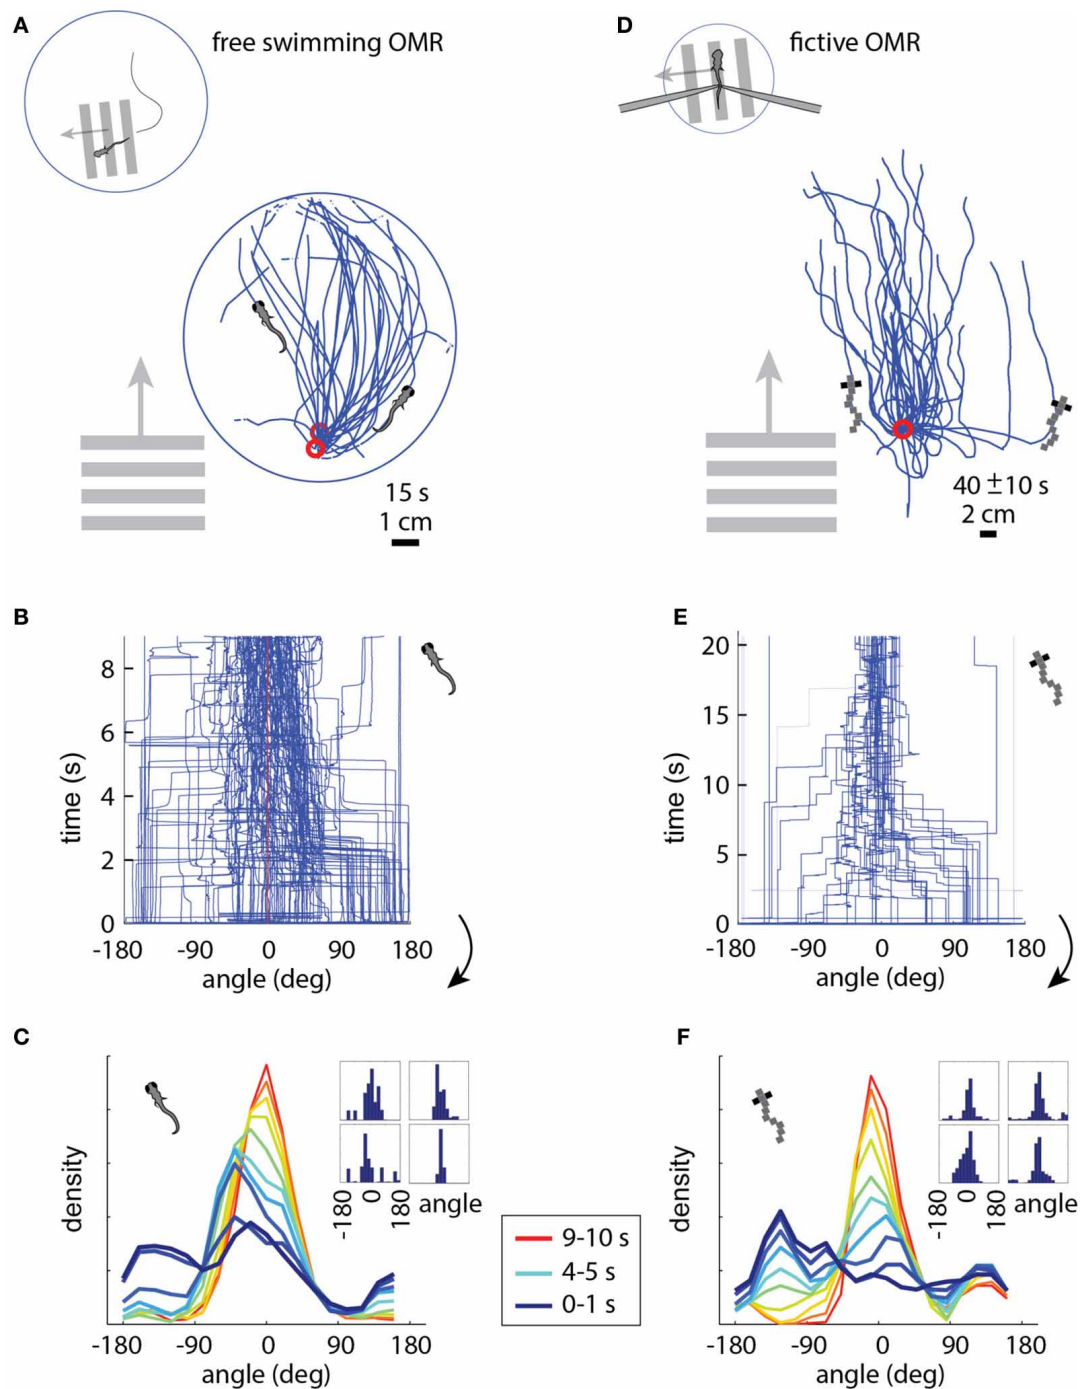 A
free swimming OMR
15 s
1 cm
D
fictive OMR
40 ±10 s
2 cm
B
time (s)
8
6
4
2
0
-180 -90 0 90 180
angle (deg)
E
time (s)
20
15
10
5
0
-180 -90 0 90 180
angle (deg)
C
density
-180 0 180
angle
-180 -90 0 90 180
angle (deg)
9-10 s
4-5 s
0-1 s
F
density
-180 0 180
angle
-180 -90 0 90 180
angle (deg)